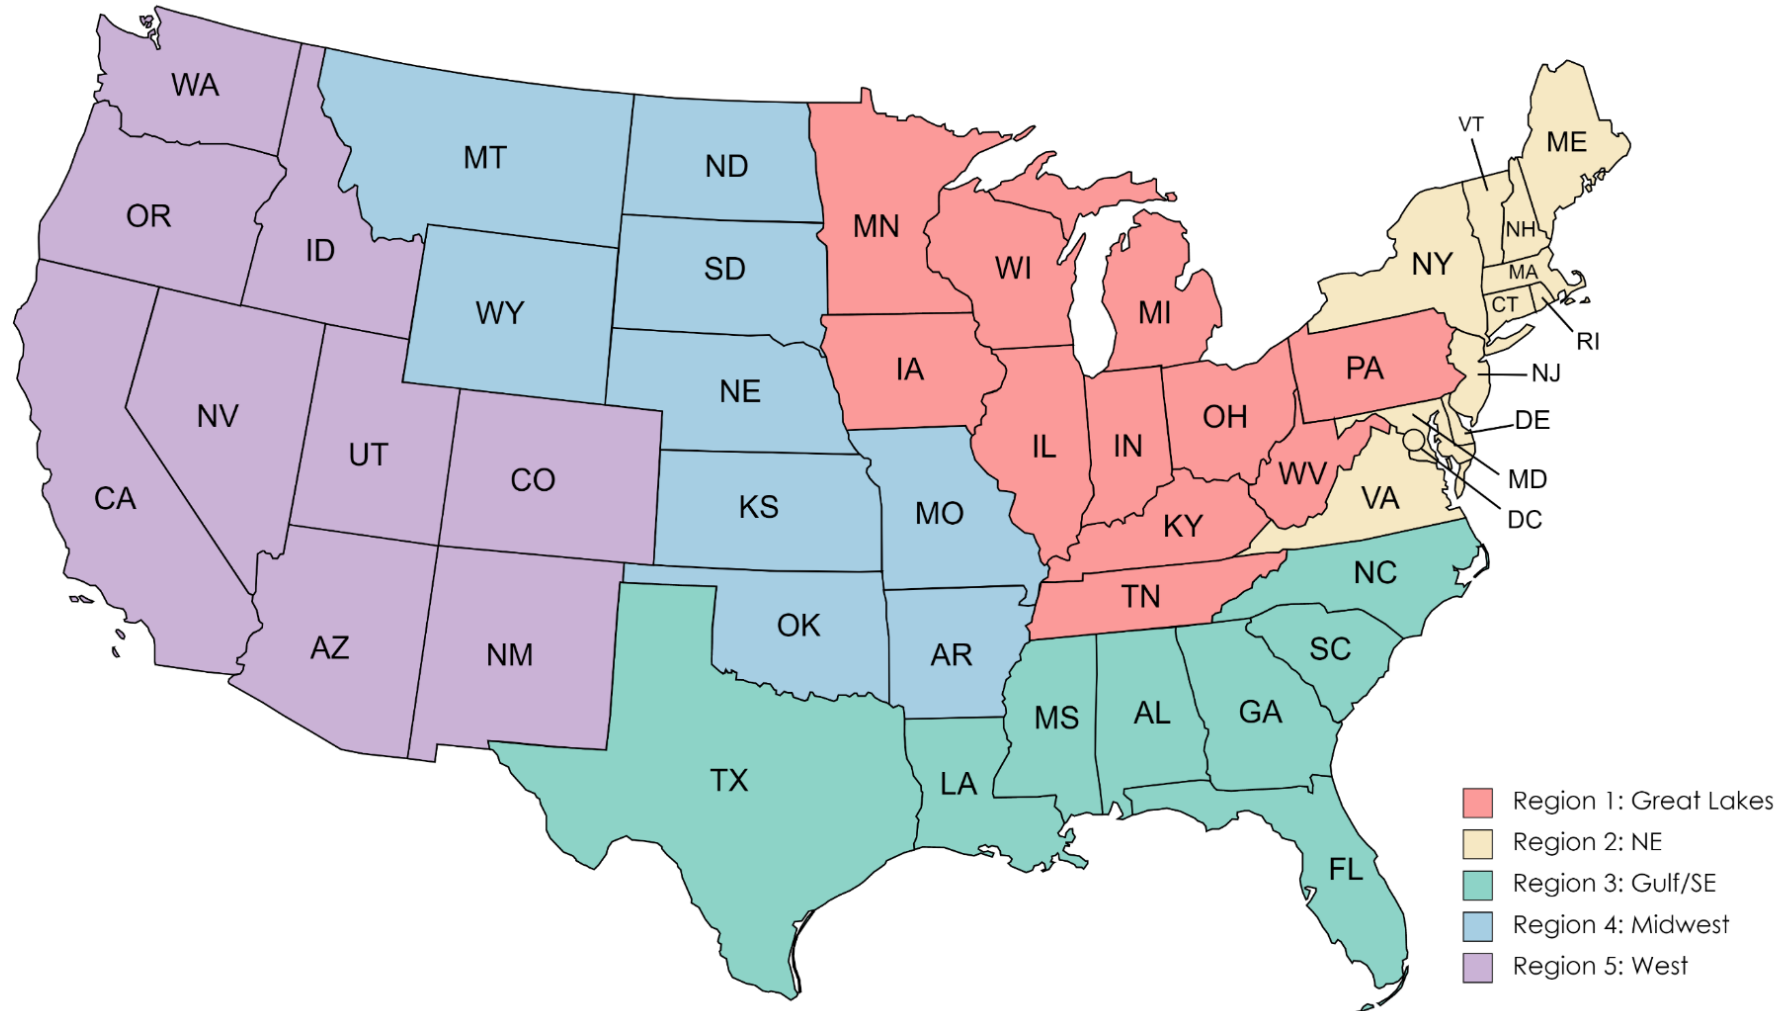 WA
MT
ND
MN
VT
ME
OR
ID
SD
WI
NH
NY
MA
CT
RI
WY
MI
NE
IA
PA
NJ
NV
UT
CO
IL
IN
OH
DE
CA
KS
MO
WV
VA
MD
DC
KY
AZ
NM
OK
AR
TN
NC
SC
TX
LA
MS
AL
GA
FL
Region 1: Great Lakes
Region 2: NE
Region 3: Gulf/SE
Region 4: Midwest
Region 5: West